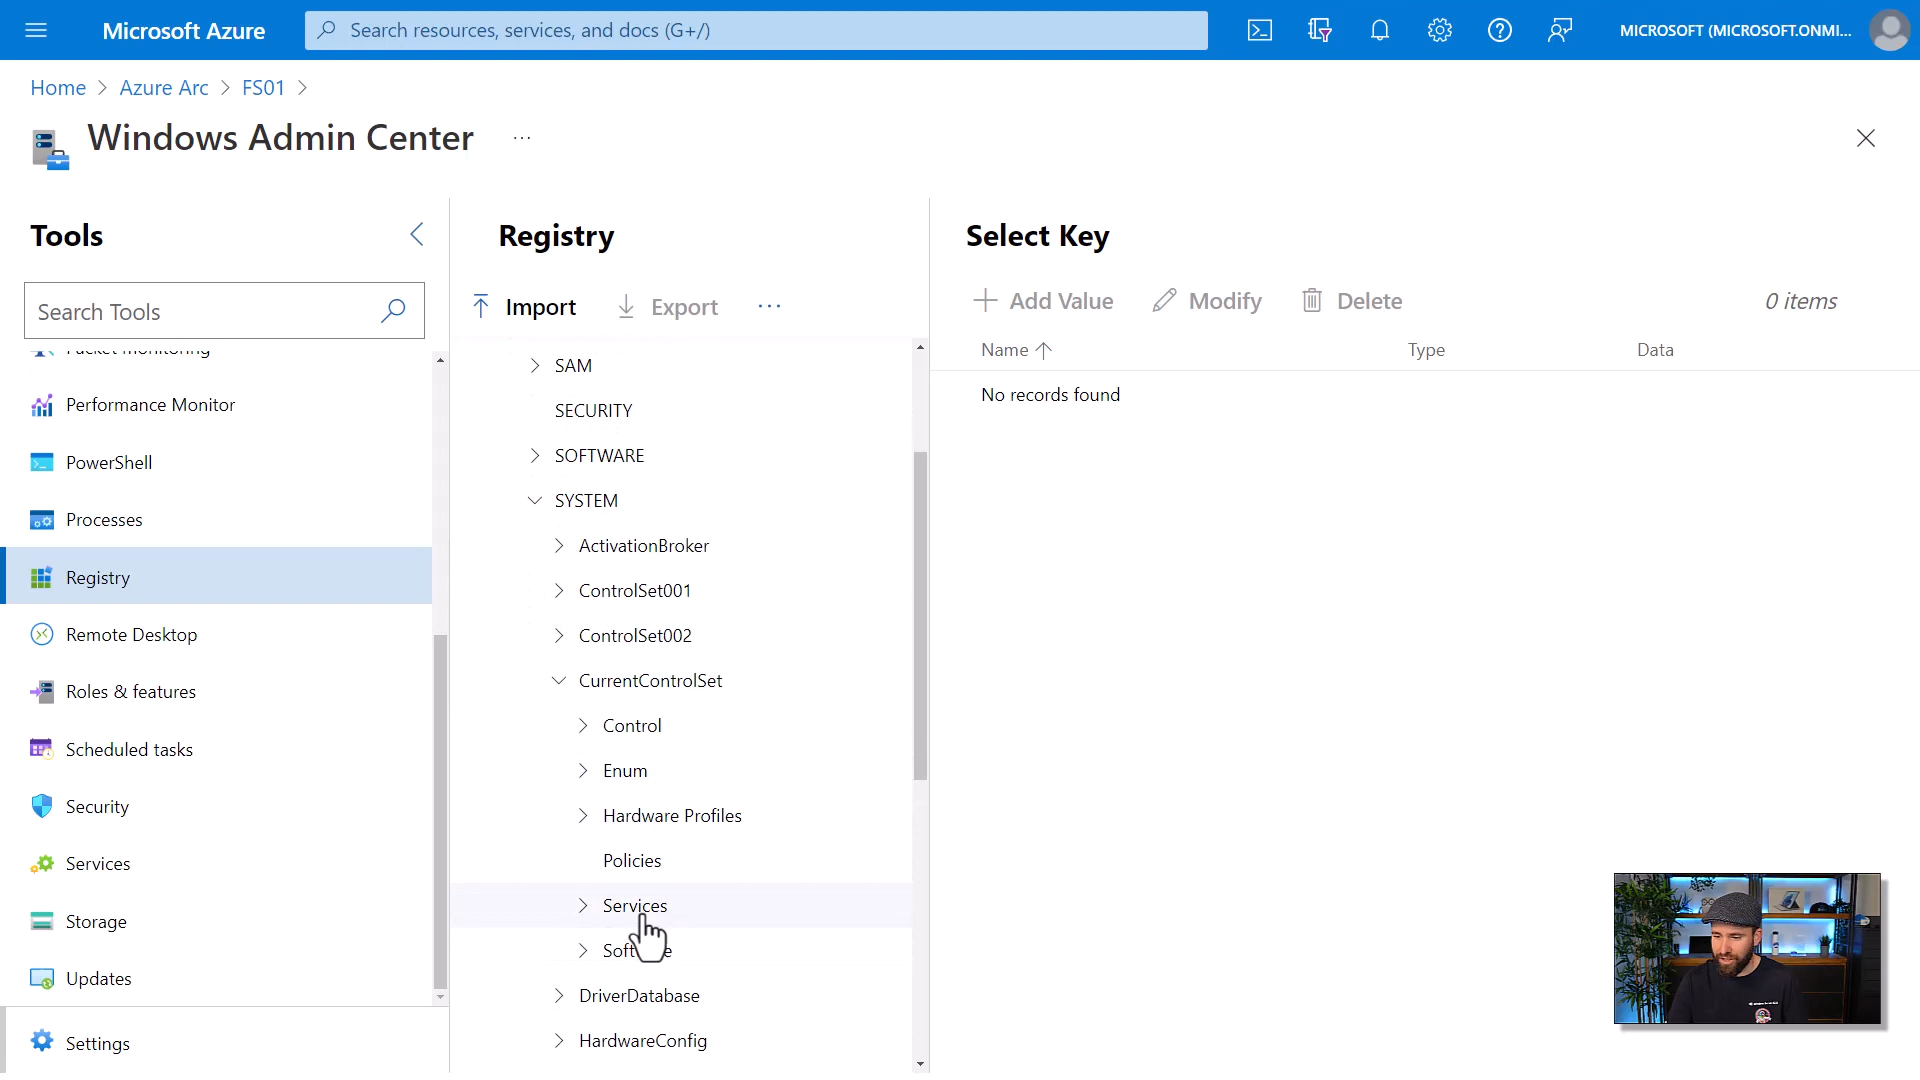 Microsoft Azure
Search resources, services, and docs (G+/)
MICROSOFT (MICROSOFT.ONMI...
Home > Azure Arc > FS01 >
Windows Admin Center ...
Tools
Search Tools
Packet monitoring
Performance Monitor
PowerShell
Processes
Registry
Remote Desktop
Roles & features
Scheduled tasks
Security
Services
Storage
Updates
Settings
Registry
Import
Export
...
SAM
SECURITY
SOFTWARE
SYSTEM
ActivationBroker
ControlSet001
ControlSet002
CurrentControlSet
Control
Enum
Hardware Profiles
Policies
Services
DriverDatabase
HardwareConfig
Select Key
Add Value
Modify
Delete
0 items
Name
Type
Data
No records found